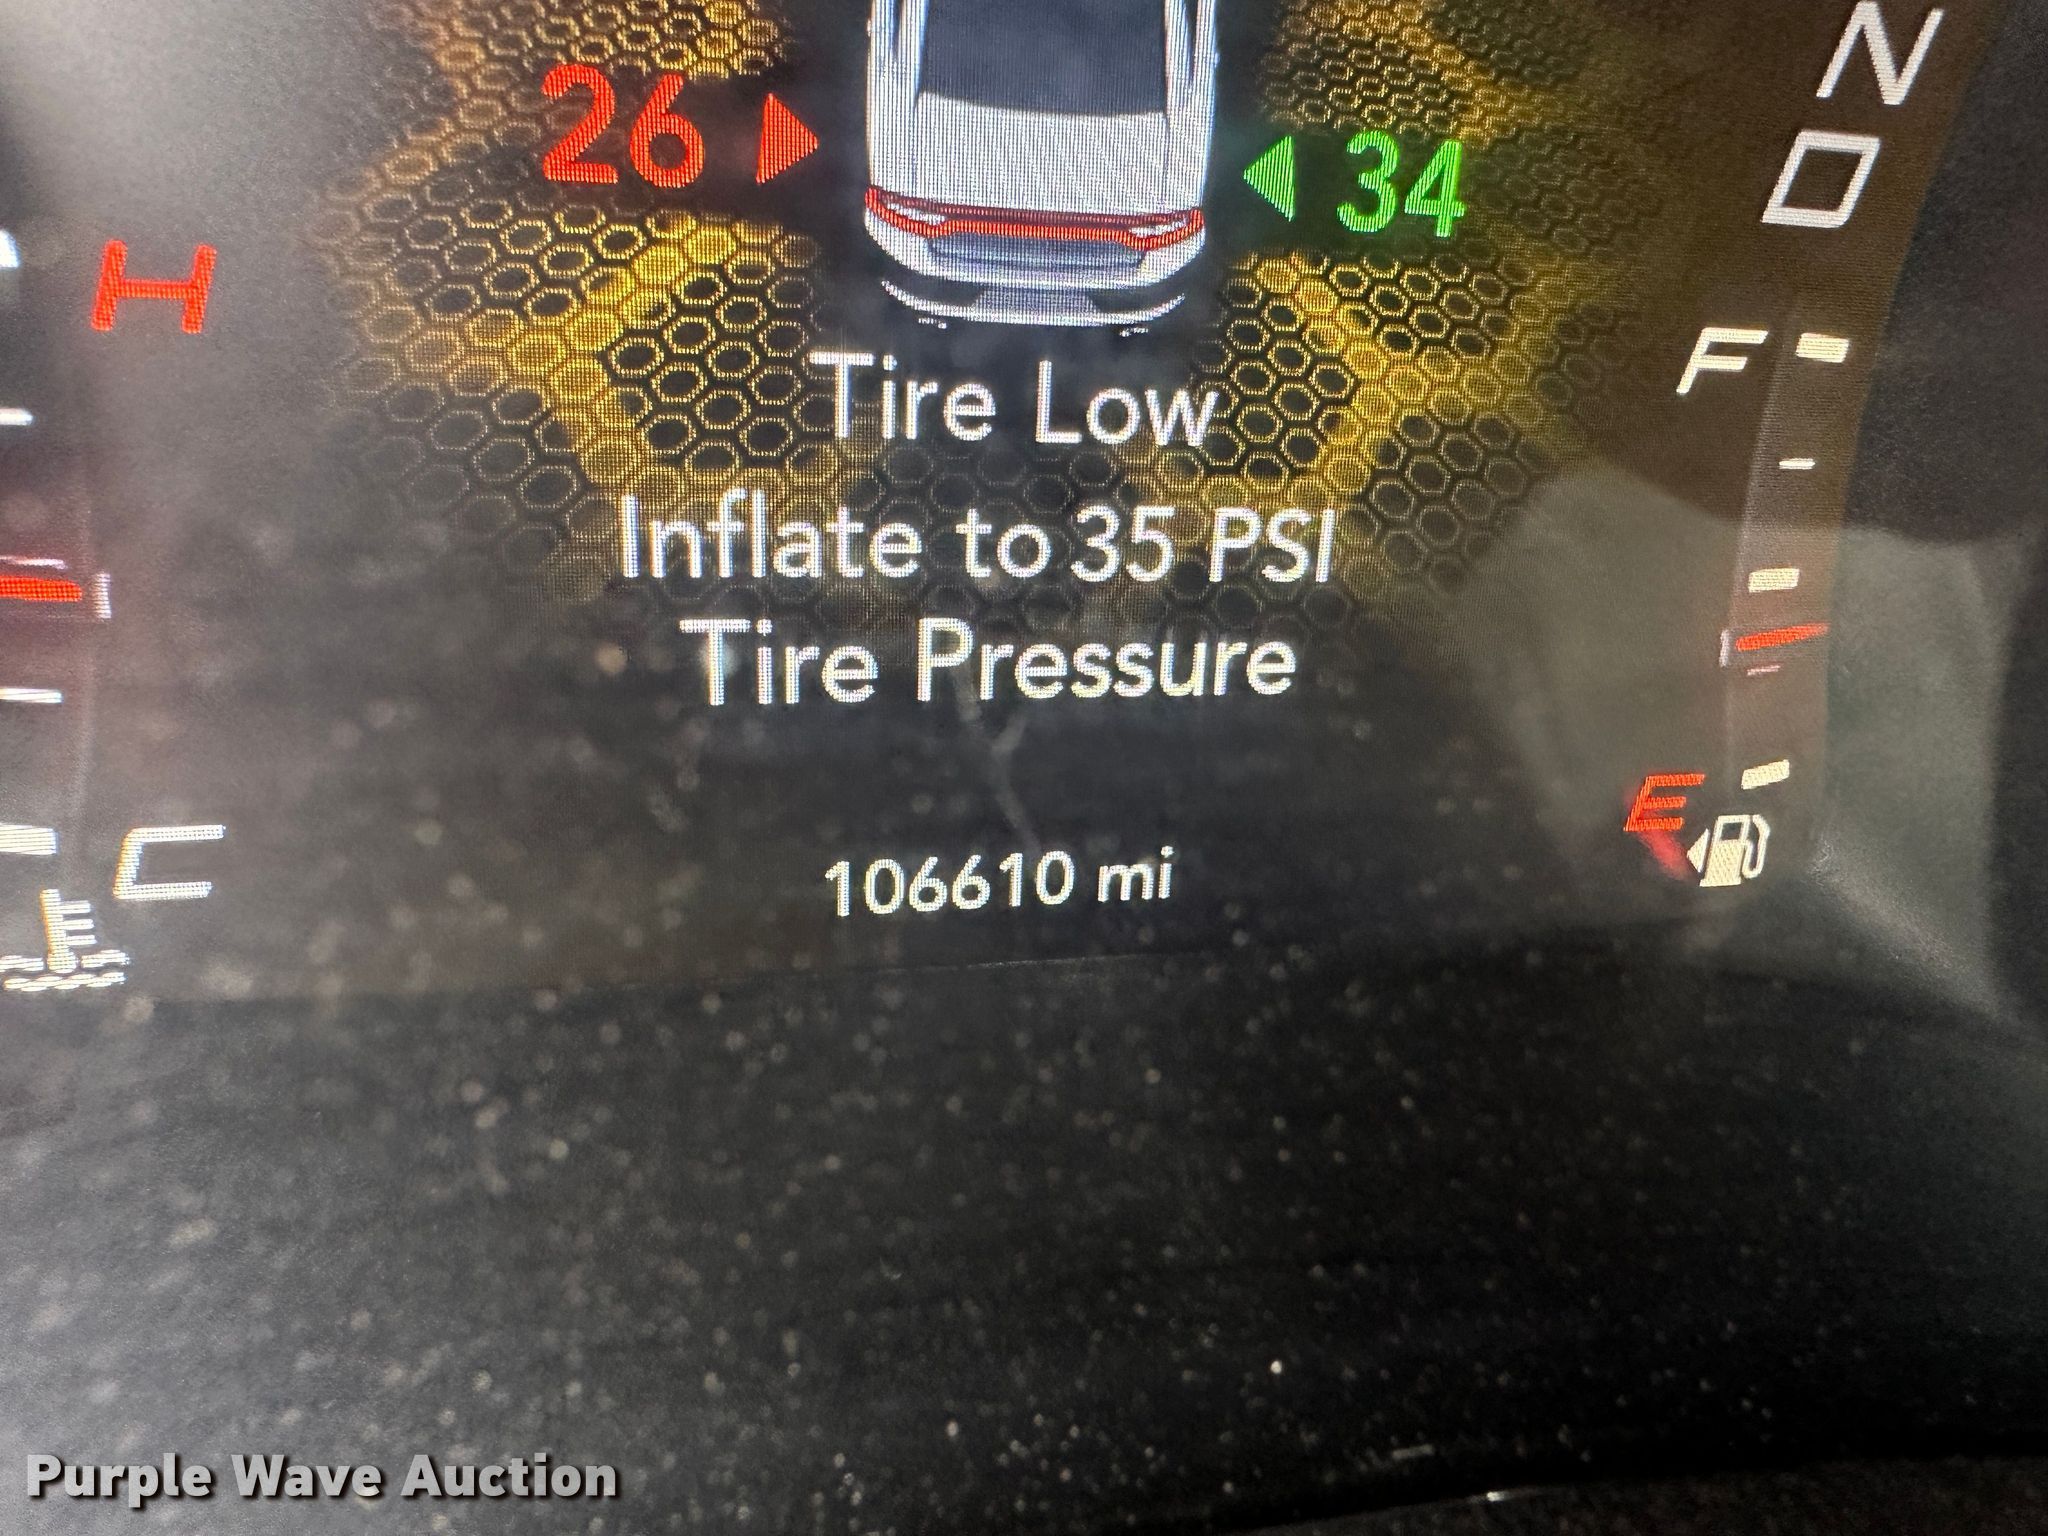 N
26 34
D
H
F
Tire Low
Inflate to 35 PSI
Tire Pressure
E
C
106610 mi
Purple Wave Auction